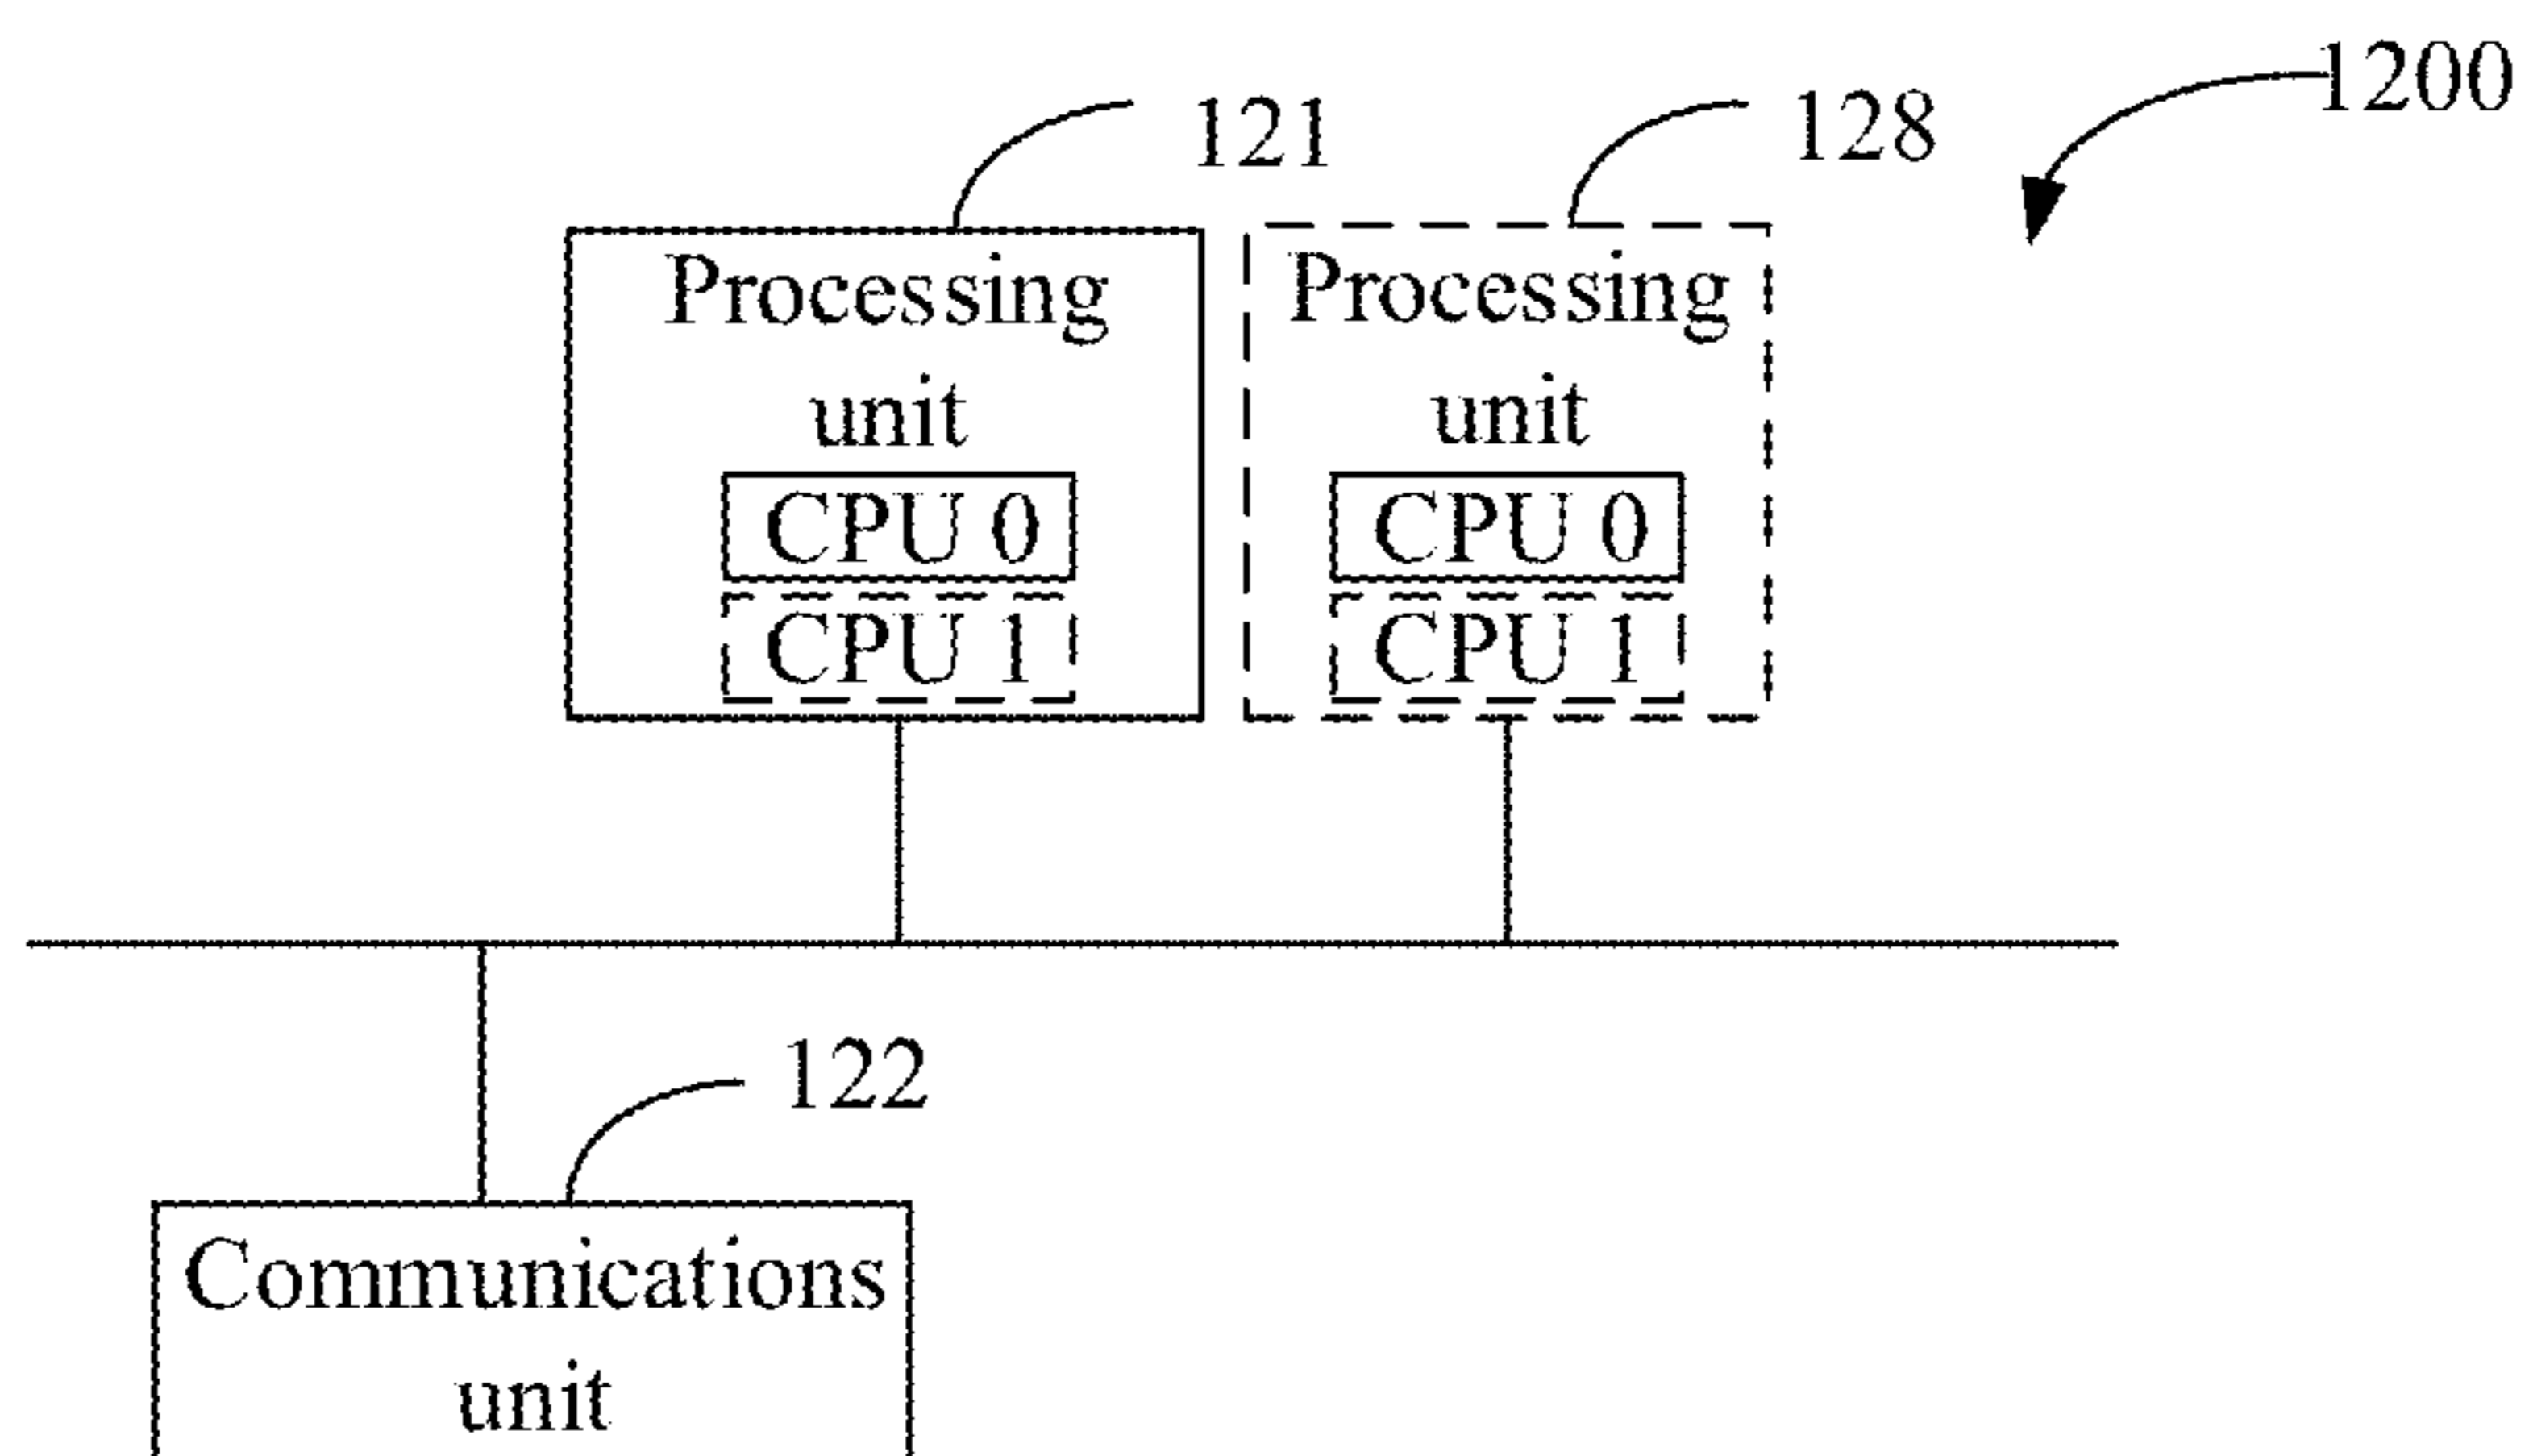 1200
121
128
Processing
unit
CPU 0
CPU 1
Processing
unit
CPU 0
CPU 1
122
Communications
unit